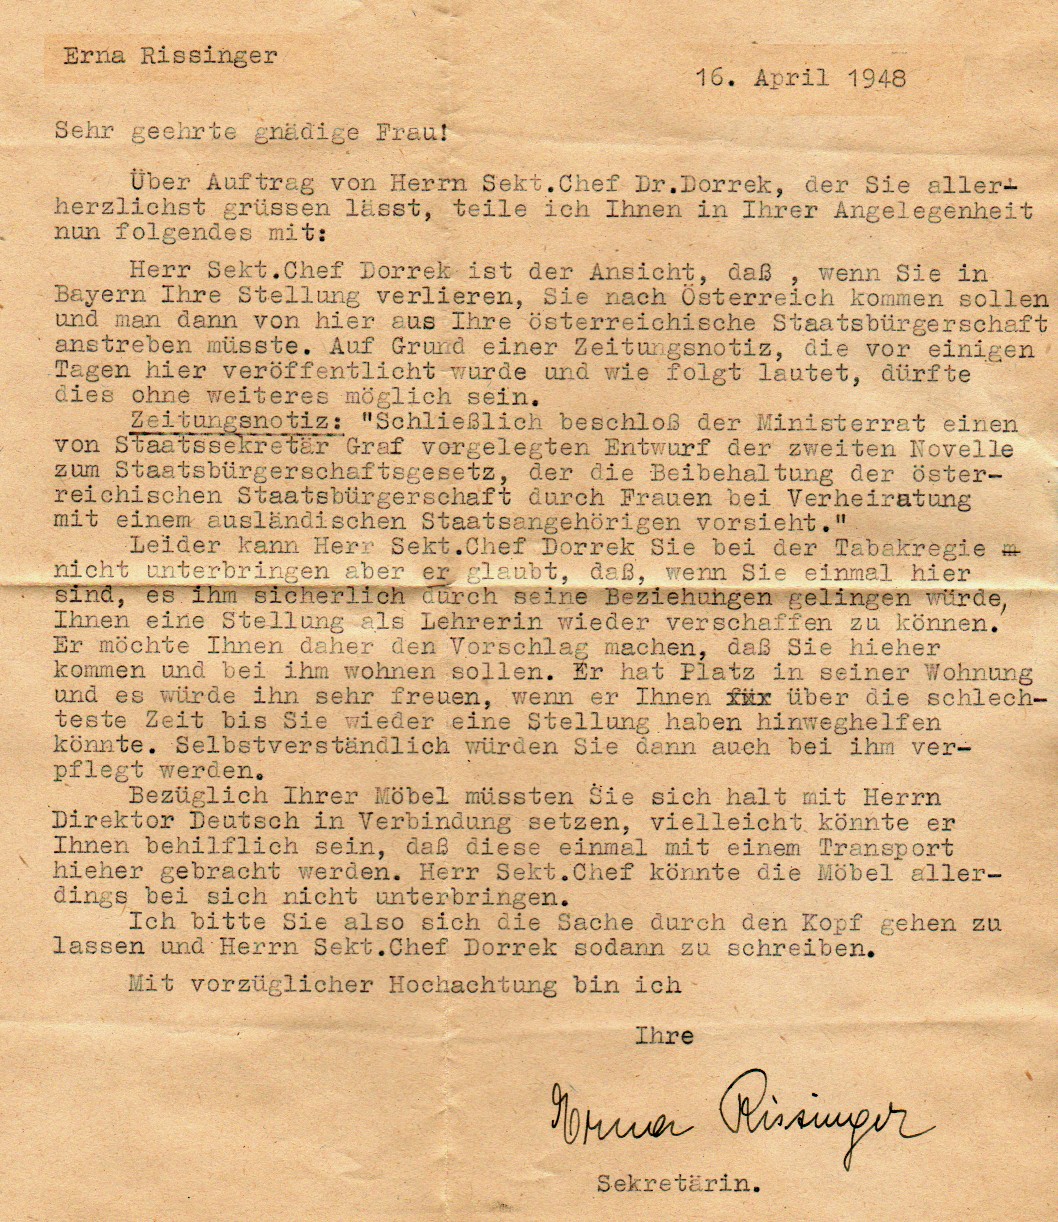 Erna Rissinger
16. April 1948
Sehr geehrte gnädige Frau!
Über Auftrag von Herrn Sekt.Chef Dr.Dorrek, der Sie aller-
herzlichst grüssen lässt, teile ich Ihnen in Ihrer Angelegenheit
nun folgendes mit:
Herr Sekt.Chef Dorrek ist der Ansicht, daß , wenn Sie in
Bayern Ihre Stellung verlieren, Sie nach Österreich kommen sollen
und man dann von hier aus Ihre österreichische Staatsbürgerschaft
anstreben müsste. Auf Grund einer Zeitungsnotiz, die vor einigen
Tagen hier veröffentlicht wurde und wie folgt lautet, dürfte
dies ohne weiteres möglich sein.
Zeitungsnotiz: "Schließlich beschloß der Ministerrat einen
von Staatssekretär Graf vorgelegten Entwurf der zweiten Novelle
zum Staatsbürgerschaftsgesetz, der die Beibehaltung der öster-
reichischen Staatsbürgerschaft durch Frauen bei Verheiratung
mit einem ausländischen Staatsangehörigen vorsieht."
Leider kann Herr Sekt.Chef Dorrek Sie bei der Tabakregie m
nicht unterbringen aber er glaubt, daß, wenn Sie einmal hier
sind, es ihm sicherlich durch seine Beziehungen gelingen würde,
Ihnen eine Stellung als Lehrerin wieder verschaffen zu können.
Er möchte Ihnen daher den Vorschlag machen, daß Sie hieher
kommen und bei ihm wohnen sollen. Er hat Platz in seiner Wohnung
und es würde ihn sehr freuen, wenn er Ihnen für über die schlech-
teste Zeit bis Sie wieder eine Stellung haben hinweghelfen
könnte. Selbstverständlich würden Sie dann auch bei ihm ver-
pflegt werden.
Bezüglich Ihrer Möbel müssten Sie sich halt mit Herrn
Direktor Deutsch in Verbindung setzen, vielleicht könnte er
Ihnen behilflich sein, daß diese einmal mit einem Transport
hieher gebracht werden. Herr Sekt.Chef könnte die Möbel aller-
dings bei sich nicht unterbringen.
Ich bitte Sie also sich die Sache durch den Kopf gehen zu
lassen und Herrn Sekt.Chef Dorrek sodann zu schreiben.
Mit vorzüglicher Hochachtung bin ich
Ihre
Erna Rissinger
Sekretärin.